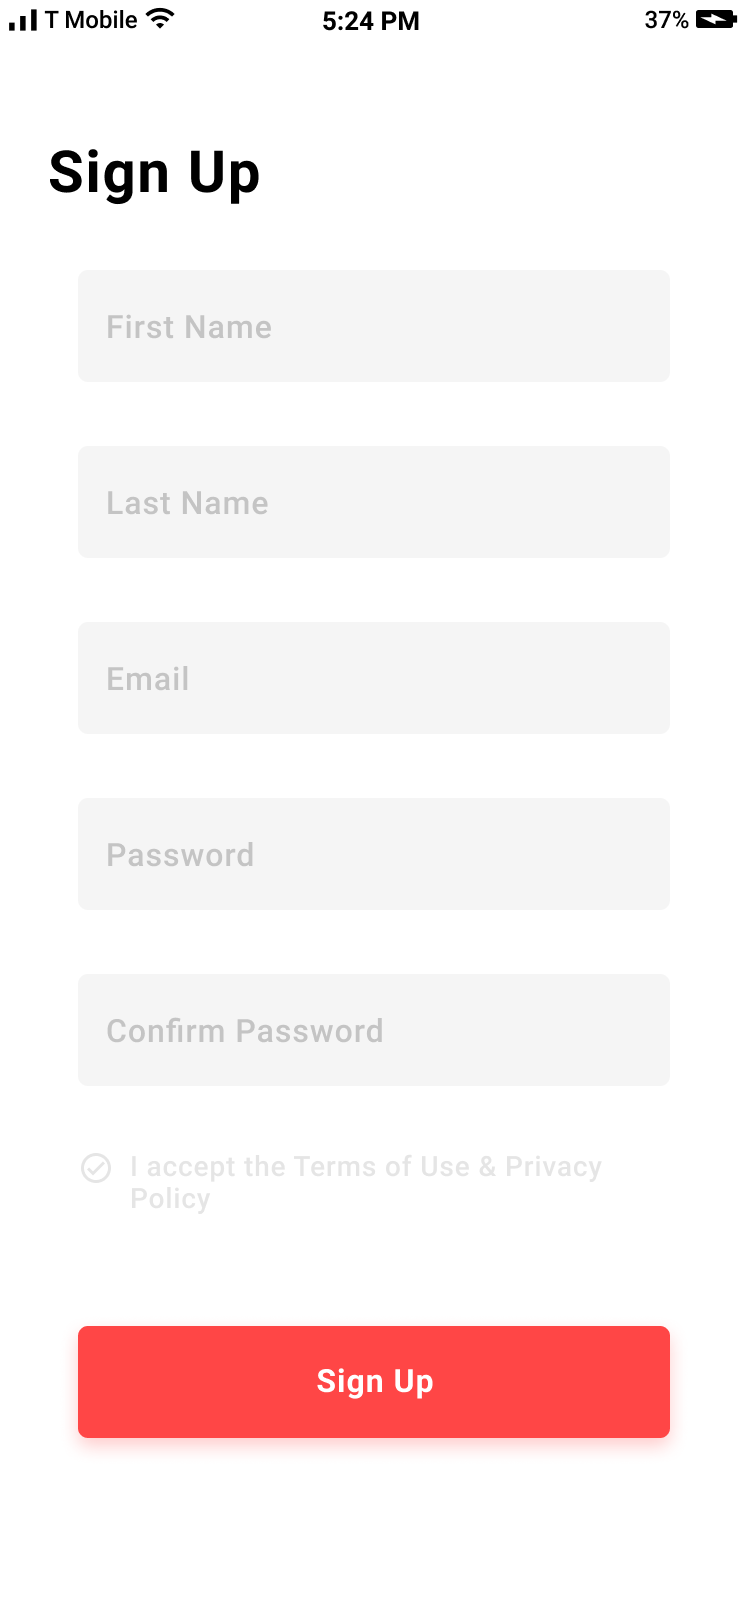 T Mobile 5:24 PM 37%
Sign Up
First Name
Last Name
Email
Password
Confirm Password
I accept the Terms of Use & Privacy
Policy
Sign Up